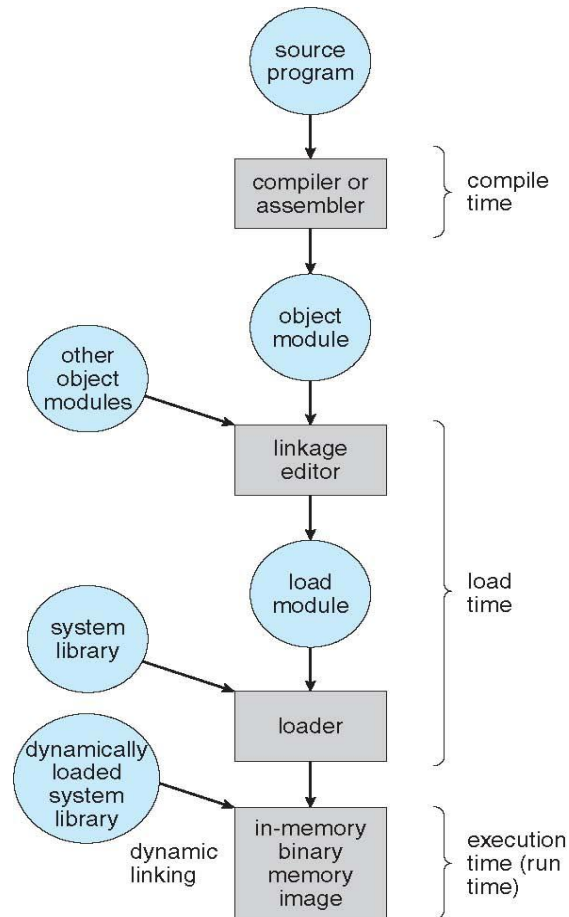 source
program
compiler or
assembler
compile
time
object
module
other
object
modules
linkage
editor
load
module
load
time
system
library
loader
dynamically
loaded
system
library
dynamic
linking
in-memory
binary
memory
image
execution
time (run
time)